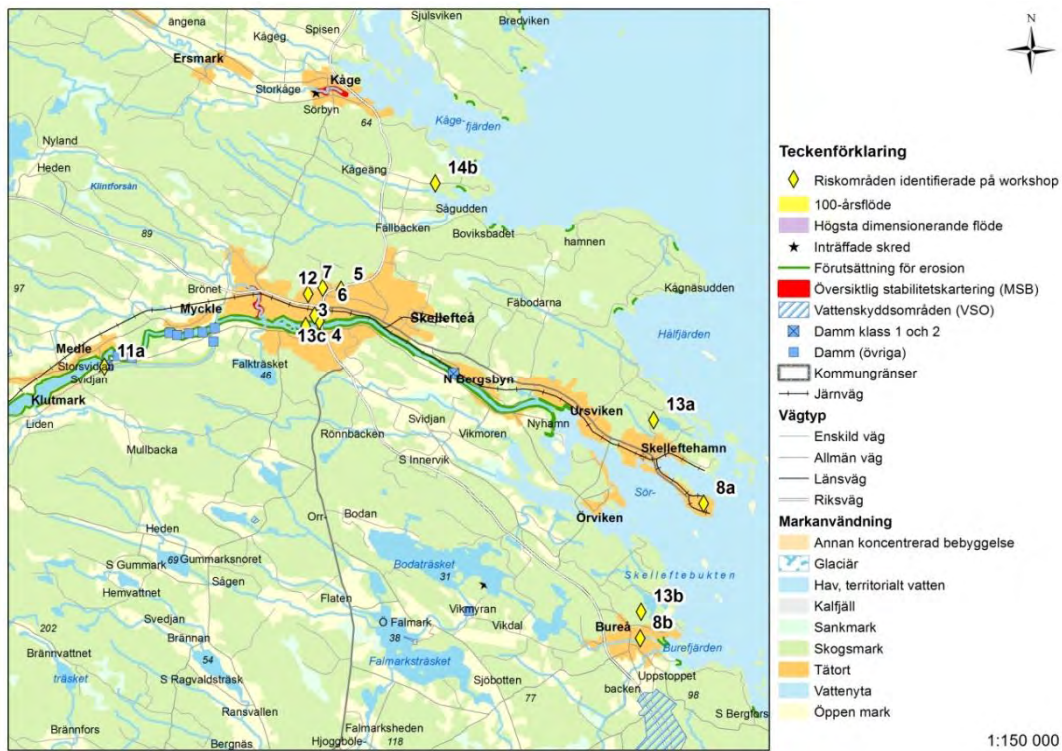 ängena
Kågeg
Spisen
Sjulsviken
Bredviken
Ersmark
Kåge
Storkåge
Sörbyn
64
Kåge-
fjärden
Nyland
Heden
Klintforsån
Kågeäng
14b
Sågudden
89
Fällbäcken
Boviksbadet
hamnen
97
Brönet
12
7
5
6
Kågnäsudden
Myckle
3
Skellefteå
Fäbodarna
Medle
11a
13c
4
Hålfjärden
Storsvidjan
Svidjan
Falkträsket
46
N Bergsbyn
Klutmark
Liden
Svidjan
Ursviken
13a
Mullbacka
Rönnbacken
Vikmoren
Nyhamn
Skelleftehamn
S Innervik
Sör-
8a
Heden
Orr-
Bodan
Örviken
S Gummark
69
Gummarksnoret
Bodaträsket
31
Skelleftebukten
Hemvattnet
Sågen
Flaten
Vikmyran
13b
Svedjan
Ö Falmark
Vikdal
Bureå
8b
202
Brännan
38
Brännvattnet
54
Falmarksträsket
Burefjärden
träsket
S Ragvaldsträsk
Sjöbotten
Uppstoppet
backen
98
Ransvallen
77
S Bergfors
Brännfors
Falmarksheden
Bergnäs
Hjoggböle-
118
N
Teckenförklaring
Riskområden identifierade på workshop
100-årsflöde
Högsta dimensionerande flöde
Inträffade skred
Förutsättning för erosion
Översiktlig stabilitetskartering (MSB)
Vattenskyddsområden (VSO)
Damm klass 1 och 2
Damm (övriga)
Kommungränser
Järnväg
Vägtyp
Enskild väg
Allmän väg
Länsväg
Riksväg
Markanvändning
Annan koncentrerad bebyggelse
Glaciär
Hav, territorialt vatten
Kalfjäll
Sankmark
Skogsmark
Tätort
Vattenyta
Öppen mark
1:150 000